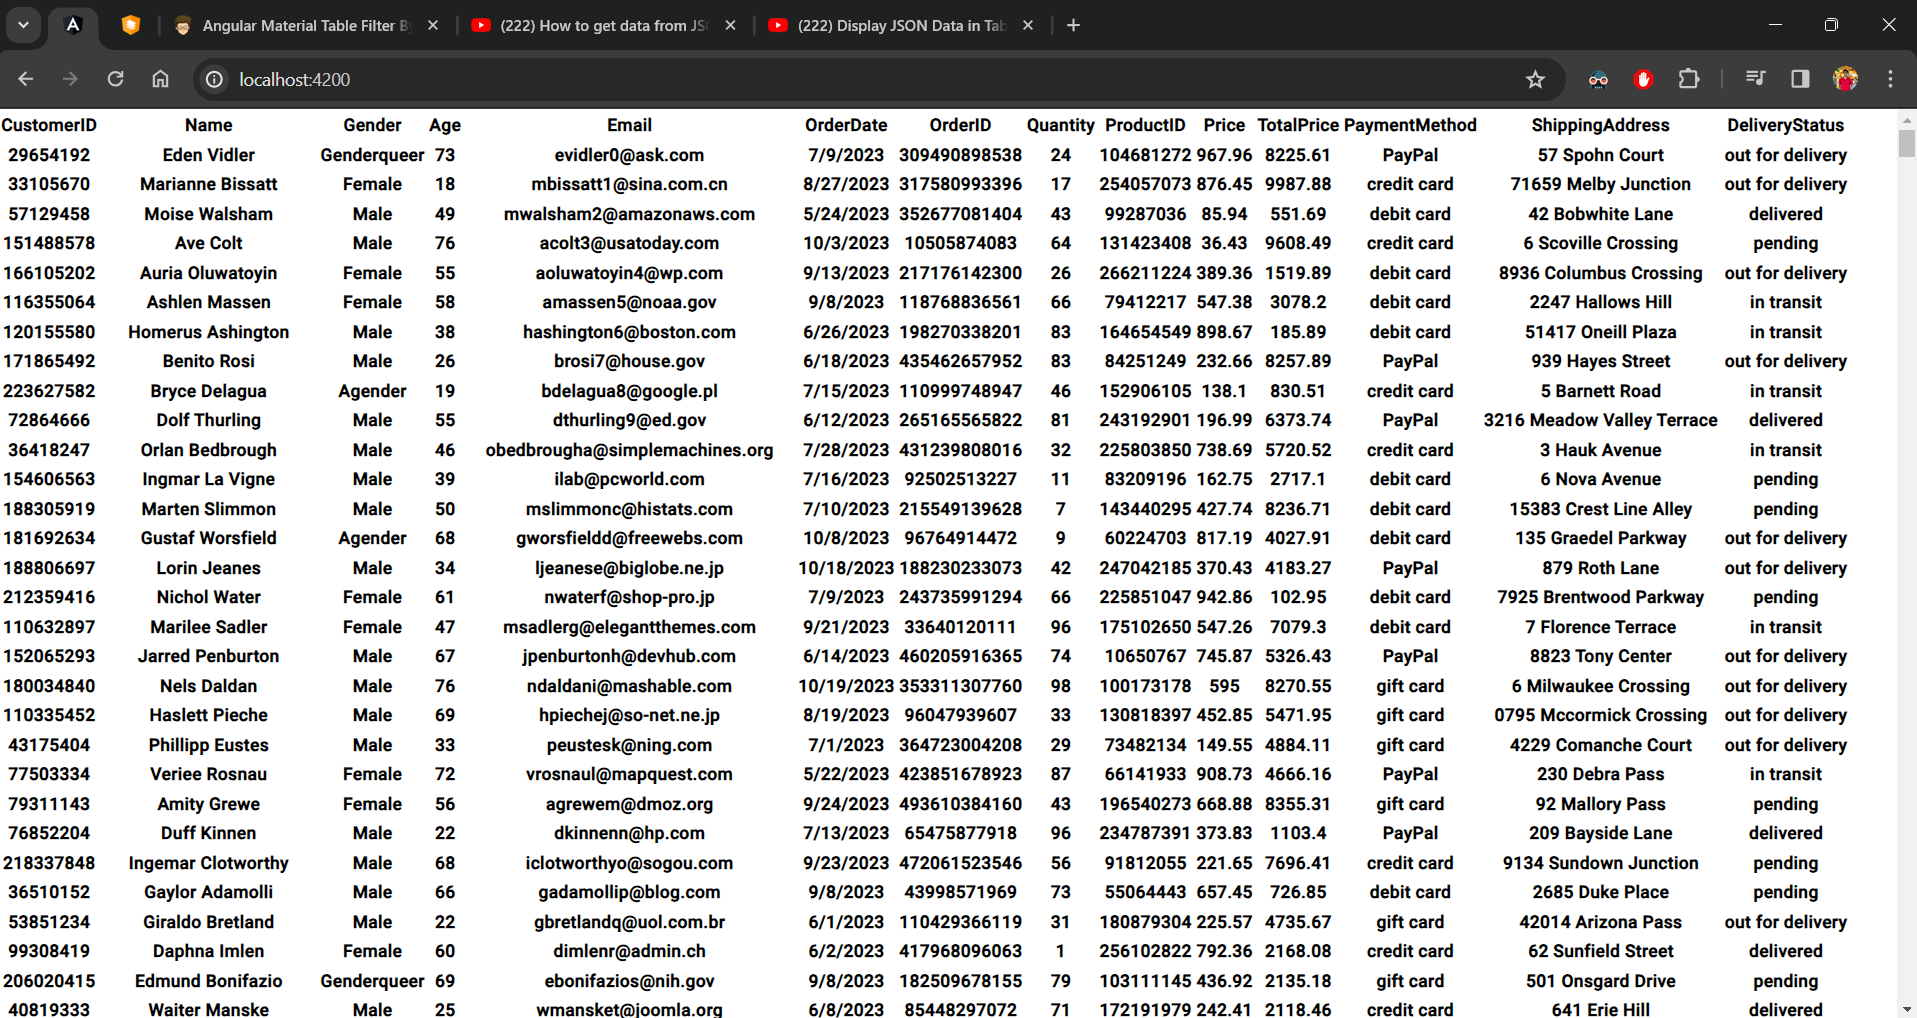 Angular Material Table Filter B
(222) How to get data from JS
(222) Display JSON Data in Tab
localhost:4200
CustomerID Name Gender Age Email OrderDate OrderID Quantity ProductID Price TotalPrice PaymentMethod ShippingAddress DeliveryStatus
29654192 Eden Vidler Genderqueer 73 evidler0@ask.com 7/9/2023 309490898538 24 104681272 967.96 8225.61 PayPal 57 Spohn Court out for delivery
33105670 Marianne Bissatt Female 18 mbissatt1@sina.com.cn 8/27/2023 317580993396 17 254057073 876.45 9987.88 credit card 71659 Melby Junction out for delivery
57129458 Moise Walsham Male 49 mwalsham2@amazonaws.com 5/24/2023 352677081404 43 99287036 85.94 551.69 debit card 42 Bobwhite Lane delivered
151488578 Ave Colt Male 76 acolt3@usatoday.com 10/3/2023 10505874083 64 131423408 36.43 9608.49 credit card 6 Scoville Crossing pending
166105202 Auria Oluwatoyin Female 55 aoluwatoyin4@wp.com 9/13/2023 217176142300 26 266211224 389.36 1519.89 debit card 8936 Columbus Crossing out for delivery
116355064 Ashlen Massen Female 58 amassen5@noaa.gov 9/8/2023 118768836561 66 79412217 547.38 3078.2 debit card 2247 Hallows Hill in transit
120155580 Homerus Ashington Male 38 hashington6@boston.com 6/26/2023 198270338201 83 164654549 898.67 185.89 debit card 51417 Oneill Plaza in transit
171865492 Benito Rosi Male 26 brosi7@house.gov 6/18/2023 435462657952 83 84251249 232.66 8257.89 PayPal 939 Hayes Street out for delivery
223627582 Bryce Delagua Agender 19 bdelagua8@google.pl 7/15/2023 110999748947 46 152906105 138.1 830.51 credit card 5 Barnett Road in transit
72864666 Dolf Thurling Male 55 dthurling9@ed.gov 6/12/2023 265165565822 81 243192901 196.99 6373.74 PayPal 3216 Meadow Valley Terrace delivered
36418247 Orlan Bedbrough Male 46 obedbrougha@simplemachines.org 7/28/2023 431239808016 32 225803850 738.69 5720.52 credit card 3 Hauk Avenue in transit
154606563 Ingmar La Vigne Male 39 ilab@pcworld.com 7/16/2023 92502513227 11 83209196 162.75 2717.1 debit card 6 Nova Avenue pending
188305919 Marten Slimmon Male 50 mslimmonc@histats.com 7/10/2023 215549139628 7 143440295 427.74 8236.71 debit card 15383 Crest Line Alley pending
181692634 Gustaf Worsfield Agender 68 gworsfieldd@freewebs.com 10/8/2023 96764914472 9 60224703 817.19 4027.91 debit card 135 Graedel Parkway out for delivery
188806697 Lorin Jeanes Male 34 ljeanese@biglobe.ne.jp 10/18/2023 188230233073 42 247042185 370.43 4183.27 PayPal 879 Roth Lane out for delivery
212359416 Nichol Water Female 61 nwaterf@shop-pro.jp 7/9/2023 243735991294 66 225851047 942.86 102.95 debit card 7925 Brentwood Parkway pending
110632897 Marilee Sadler Female 47 msadlerg@elegantthemes.com 9/21/2023 33640120111 96 175102650 547.26 7079.3 debit card 7 Florence Terrace in transit
152065293 Jarred Penburton Male 67 jpenburtonh@devhub.com 6/14/2023 460205916365 74 10650767 745.87 5326.43 PayPal 8823 Tony Center out for delivery
180034840 Nels Daldan Male 76 ndaldani@mashable.com 10/19/2023 353311307760 98 100173178 595 8270.55 gift card 6 Milwaukee Crossing out for delivery
110335452 Haslett Pieche Male 69 hpiechej@so-net.ne.jp 8/19/2023 96047939607 33 130818397 452.85 5471.95 gift card 0795 Mccormick Crossing out for delivery
43175404 Phillipp Eustes Male 33 peustesk@ning.com 7/1/2023 364723004208 29 73482134 149.55 4884.11 gift card 4229 Comanche Court out for delivery
77503334 Veriee Rosnau Female 72 vrosnaul@mapquest.com 5/22/2023 423851678923 87 66141933 908.73 4666.16 PayPal 230 Debra Pass in transit
79311143 Amity Grewe Female 56 agrewem@dmoz.org 9/24/2023 493610384160 43 196540273 668.88 8355.31 gift card 92 Mallory Pass pending
76852204 Duff Kinnen Male 22 dkinnenn@hp.com 7/13/2023 65475877918 96 234787391 373.83 1103.4 PayPal 209 Bayside Lane delivered
218337848 Ingemar Clotworthy Male 68 iclotworthyo@sogou.com 9/23/2023 472061523546 56 91812055 221.65 7696.41 credit card 9134 Sundown Junction pending
36510152 Gaylor Adamolli Male 66 gadamollip@blog.com 9/8/2023 43998571969 73 55064443 657.45 726.85 debit card 2685 Duke Place pending
53851234 Giraldo Bretland Male 22 gbretlandq@uol.com.br 6/1/2023 110429366119 31 180879304 225.57 4735.67 gift card 42014 Arizona Pass out for delivery
99308419 Daphna Imlen Female 60 dimlenr@admin.ch 6/2/2023 417968096063 1 256102822 792.36 2168.08 credit card 62 Sunfield Street delivered
206020415 Edmund Bonifazio Genderqueer 69 ebonifazios@nih.gov 9/8/2023 182509678155 79 103111145 436.92 2135.18 gift card 501 Onsgard Drive pending
40819333 Waiter Manske Male 25 wmansket@joomla.org 6/8/2023 85448297072 71 172191979 242.41 2118.46 credit card 641 Erie Hill delivered